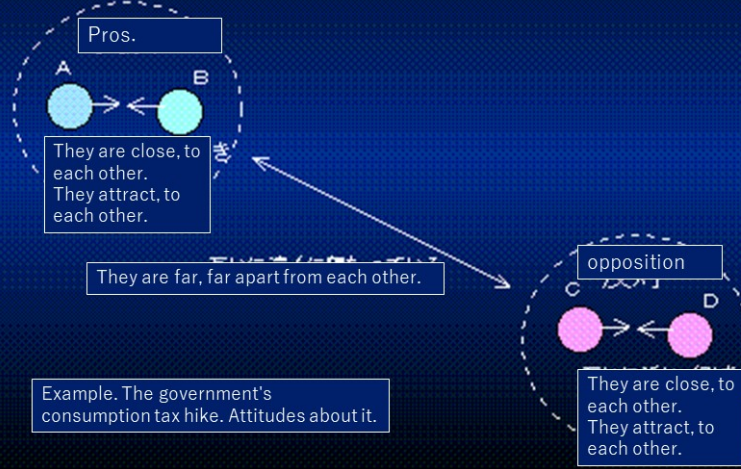 Pros.
A
B
They are close, to
each other.
They attract, to
each other.
き
They are far, far apart from each other.
opposition
C
D
They are close, to
each other.
They attract, to
each other.
Example. The government's
consumption tax hike. Attitudes about it.